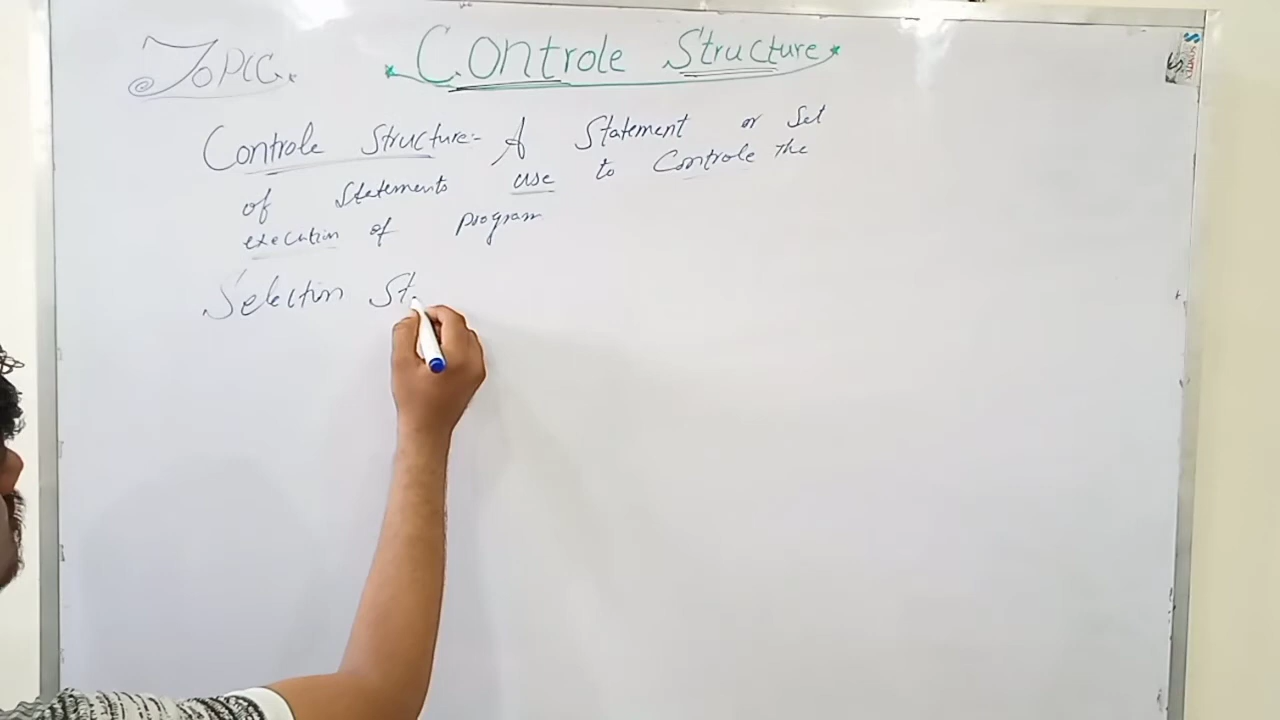 TOPIC. Controle Structure
Controle Structure:- A Statement or Set
of Statements use to Controle the
execution of program
Selection St